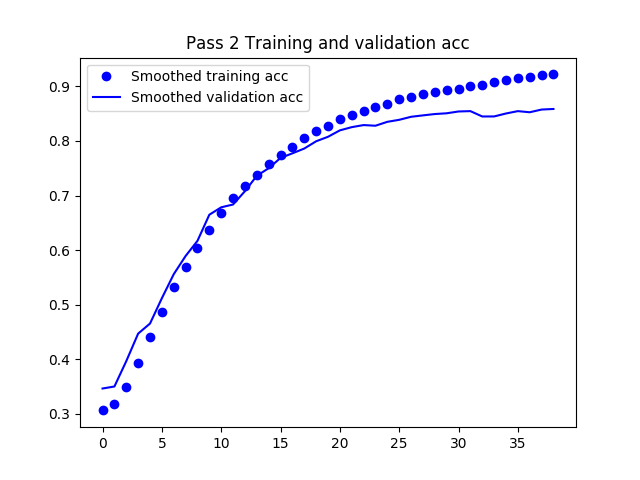 Pass 2 Training and validation acc
Smoothed training acc
Smoothed validation acc
0.9
0.8
0.7
0.6
0.5
0.4
0.3
0 5 10 15 20 25 30 35